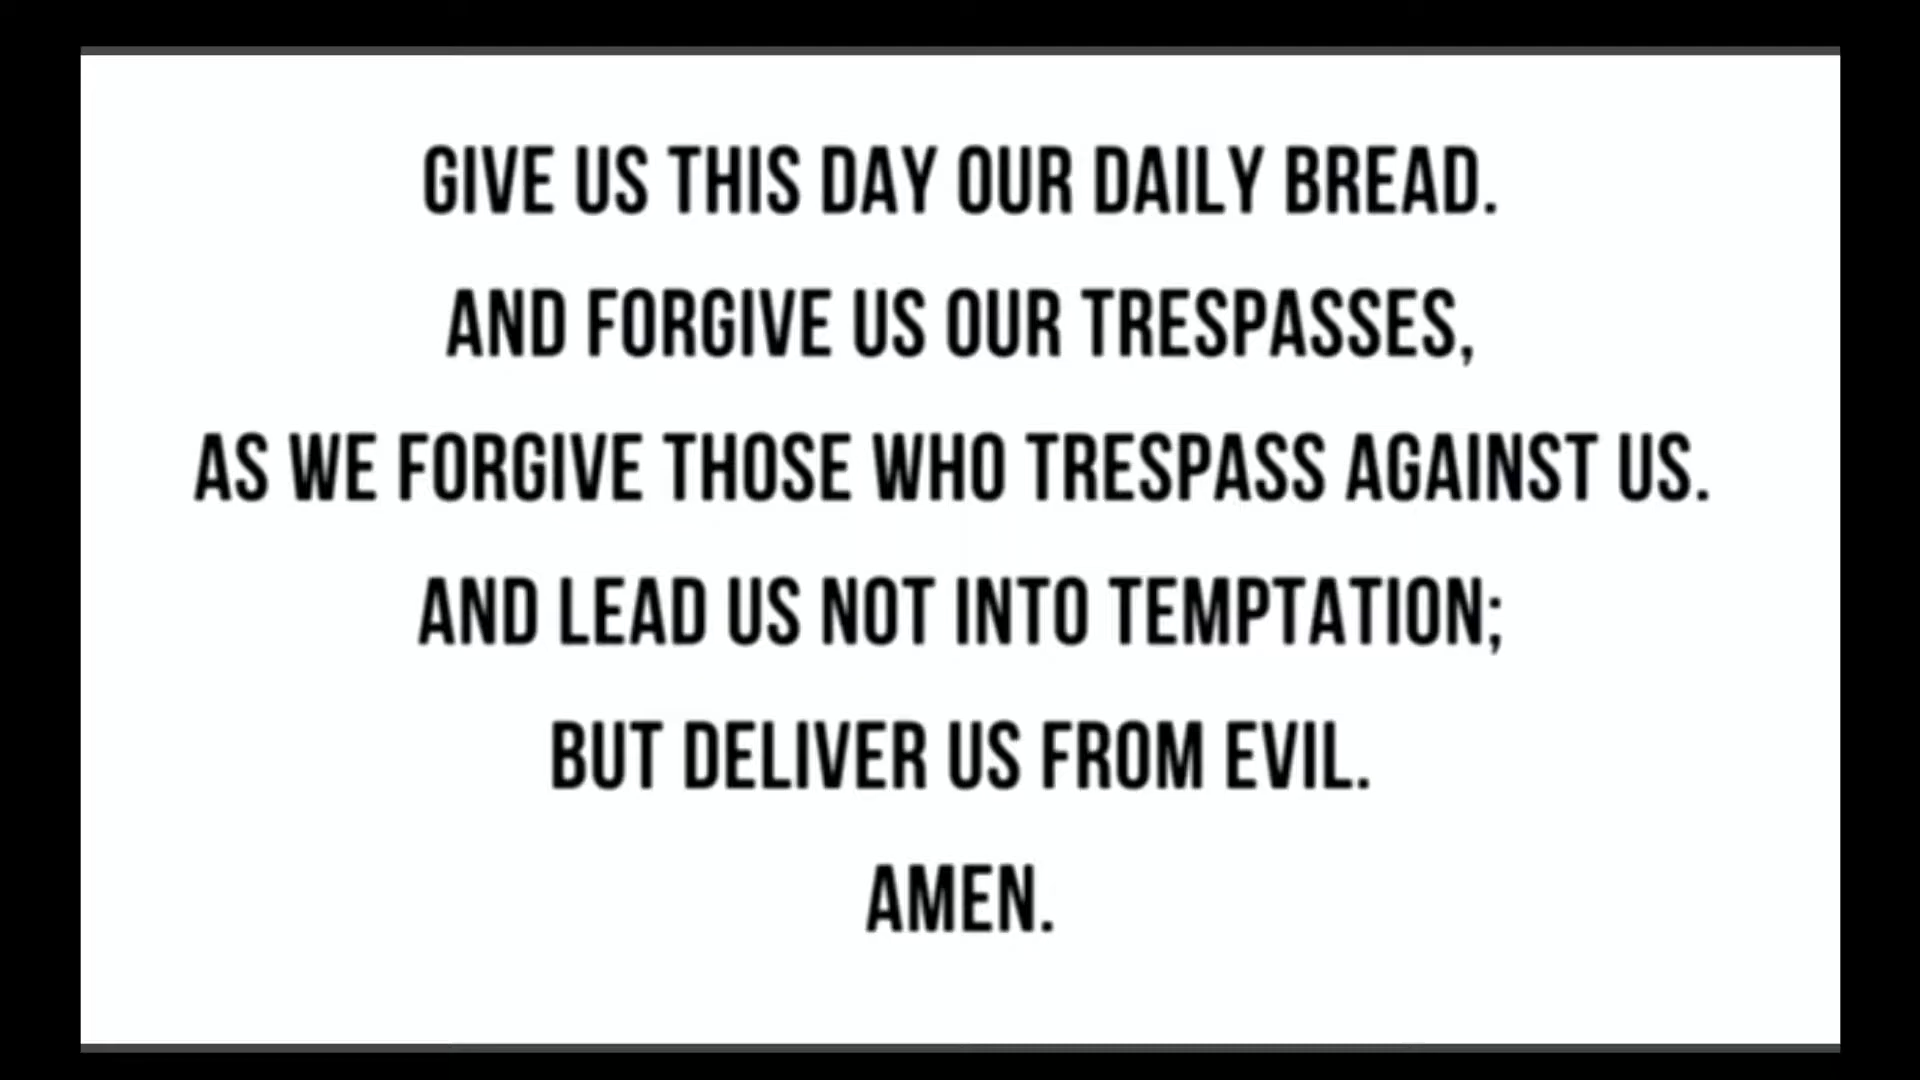 GIVE US THIS DAY OUR DAILY BREAD.
AND FORGIVE US OUR TRESPASSES,
AS WE FORGIVE THOSE WHO TRESPASS AGAINST US.
AND LEAD US NOT INTO TEMPTATION;
BUT DELIVER US FROM EVIL.
AMEN.